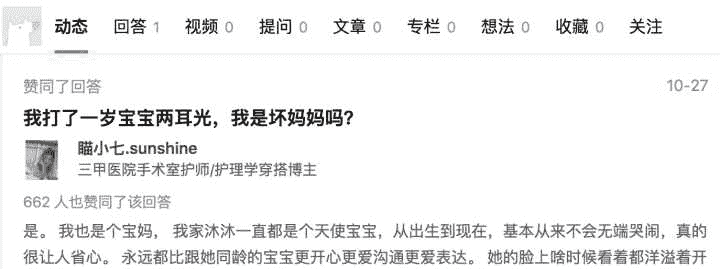 动态 回答 1 视频 0 提问 0 文章 0 专栏 0 想法 0 收藏 0 关注
赞同了回答 10-27
我打了一岁宝宝两耳光，我是坏妈妈吗？
瞄小七.sunshine
三甲医院手术室护师/护理学穿搭博主
662 人也赞同了该回答
是。 我也是个宝妈， 我家沐沐一直都是个天使宝宝，从出生到现在，基本从来不会无端哭闹，真的
很让人省心。 永远都比跟她同龄的宝宝更开心更爱沟通更爱表达。 她的脸上啥时候看着都洋溢着开